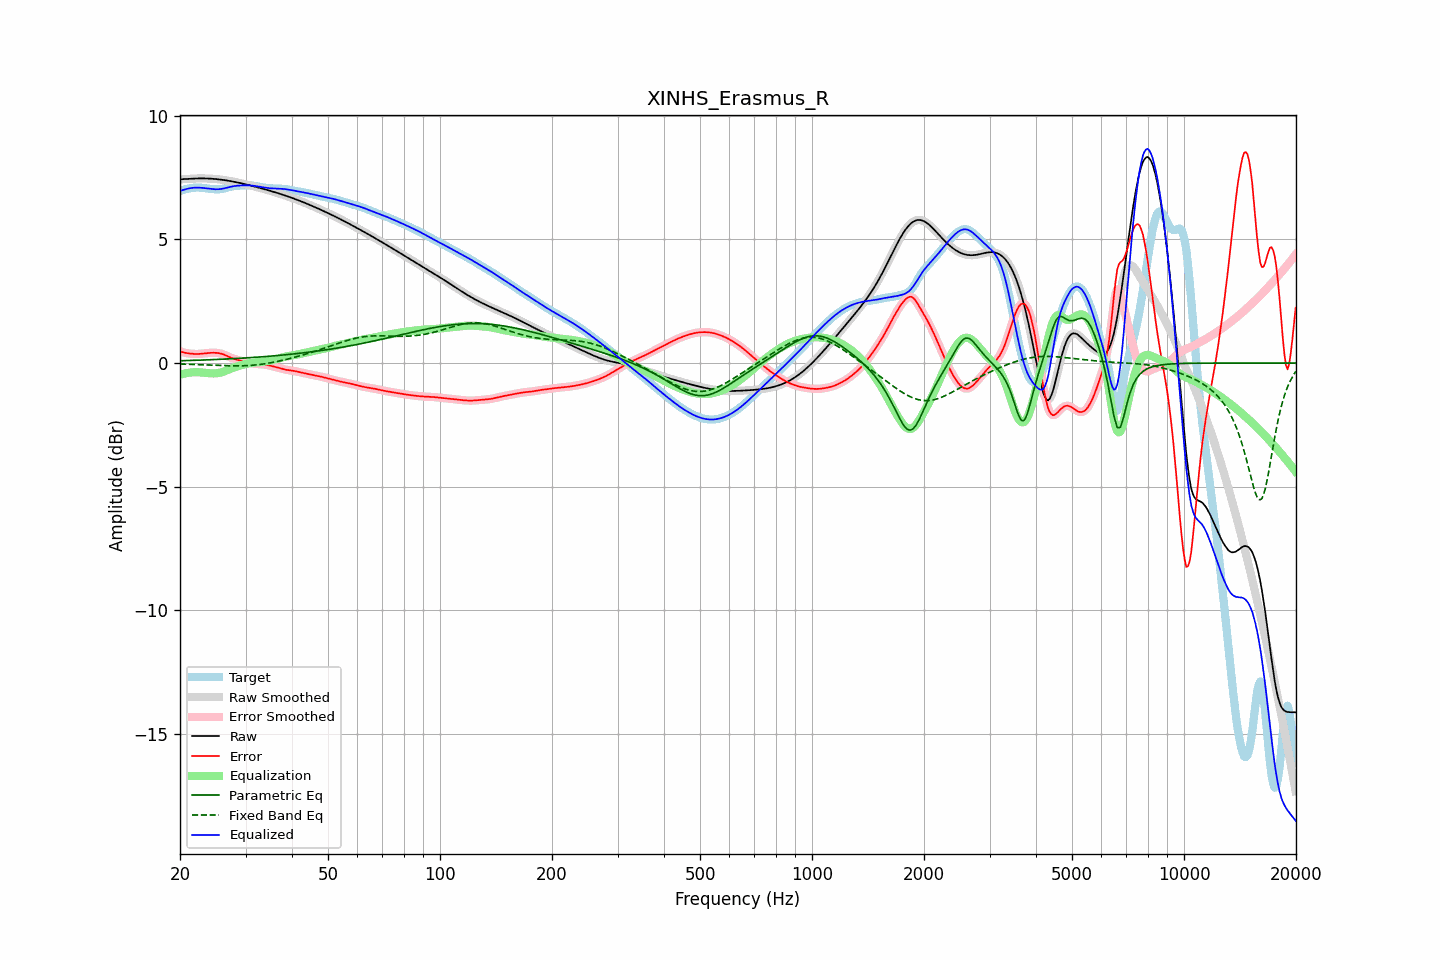 XINHS_Erasmus_R
10
5
0
−5
−10
−15
Amplitude (dBr)
Target
Raw Smoothed
Error Smoothed
Raw
Error
Equalization
Parametric Eq
Fixed Band Eq
Equalized
20 50 100 200 500 1000 2000 5000 10000 20000
Frequency (Hz)